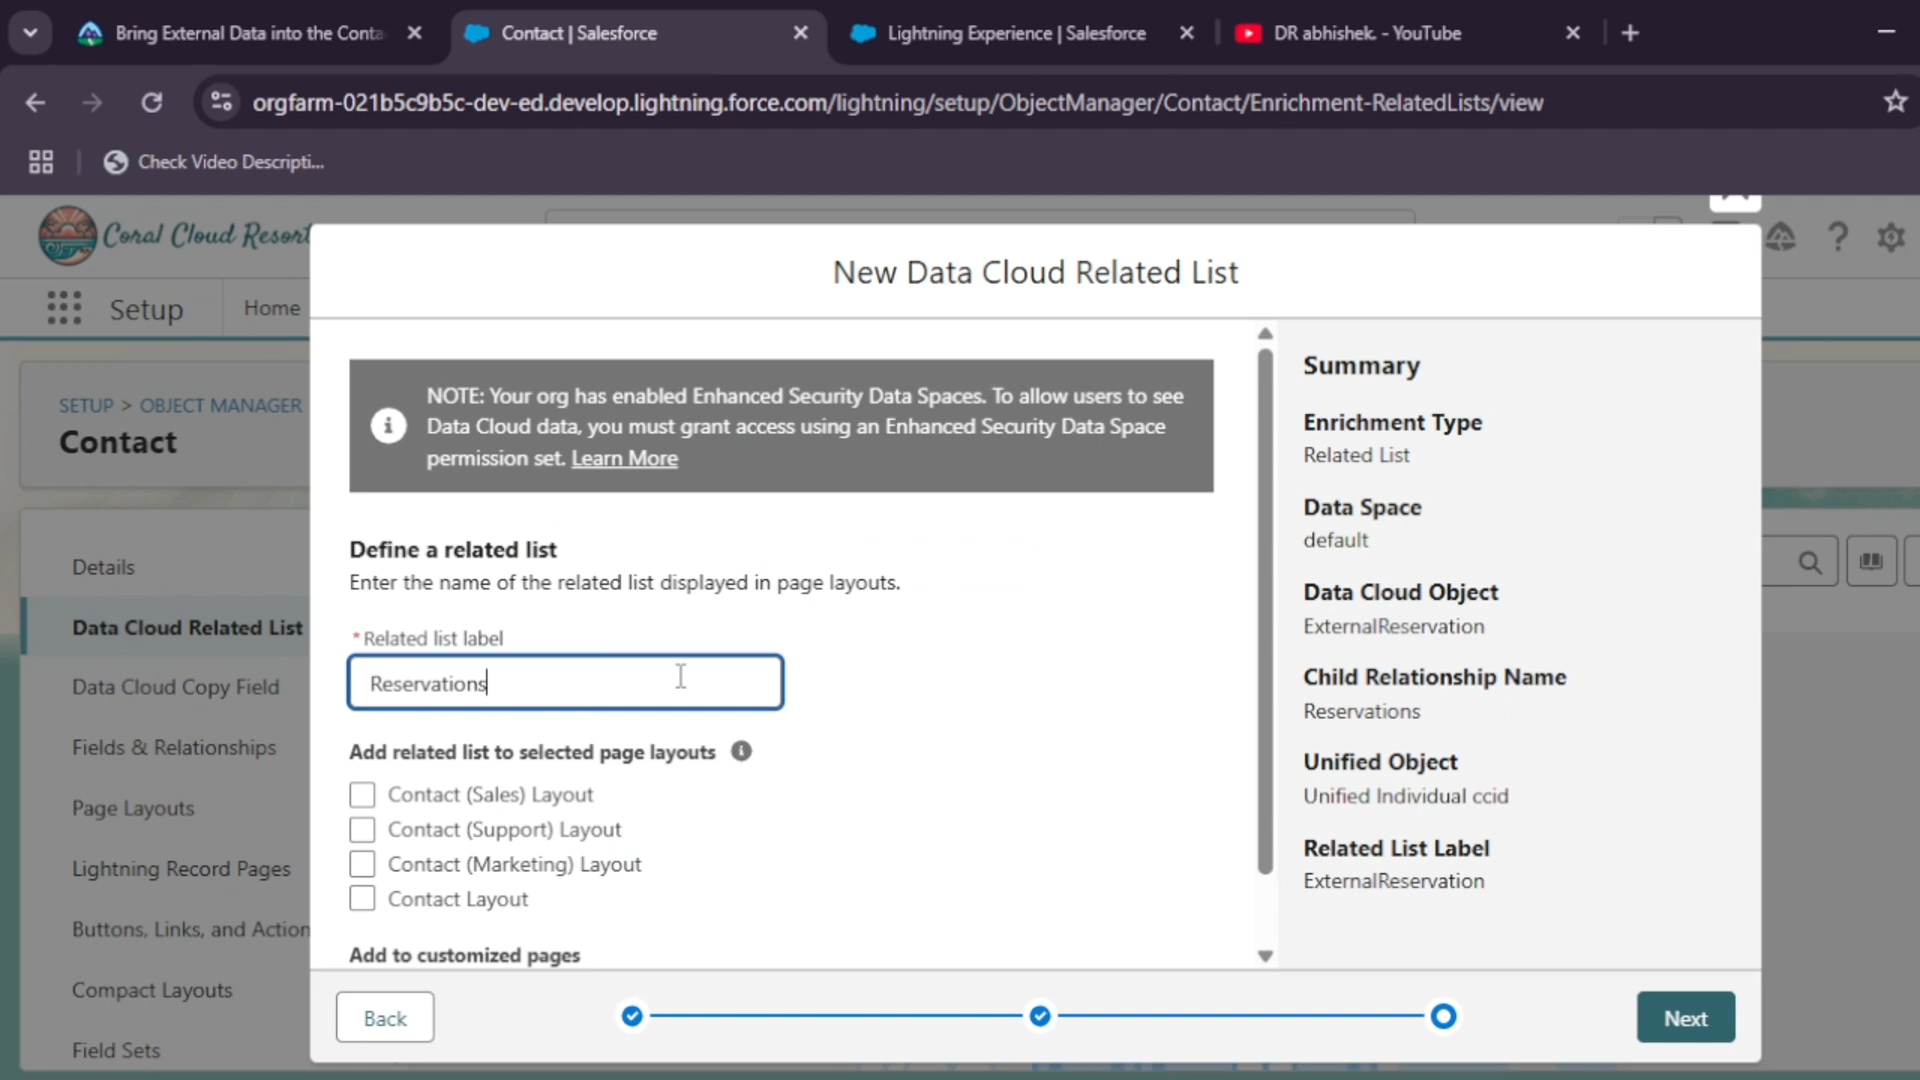 Bring External Data into the Conta
Contact | Salesforce
Lightning Experience | Salesforce
DR abhishek. - YouTube
orgfarm-021b5c9b5c-dev-ed.develop.lightning.force.com/lightning/setup/ObjectManager/Contact/Enrichment-RelatedLists/view
Check Video Descripti...
Coral Cloud Resort
Setup
Home
SETUP > OBJECT MANAGER
Contact
Details
Data Cloud Related List
Data Cloud Copy Field
Fields & Relationships
Page Layouts
Lightning Record Pages
Buttons, Links, and Action
Compact Layouts
Field Sets
New Data Cloud Related List
NOTE: Your org has enabled Enhanced Security Data Spaces. To allow users to see
Data Cloud data, you must grant access using an Enhanced Security Data Space
permission set. Learn More
Define a related list
Enter the name of the related list displayed in page layouts.
* Related list label
Reservations
Add related list to selected page layouts
Contact (Sales) Layout
Contact (Support) Layout
Contact (Marketing) Layout
Contact Layout
Add to customized pages
Summary
Enrichment Type
Related List
Data Space
default
Data Cloud Object
ExternalReservation
Child Relationship Name
Reservations
Unified Object
Unified Individual ccid
Related List Label
ExternalReservation
Back
Next